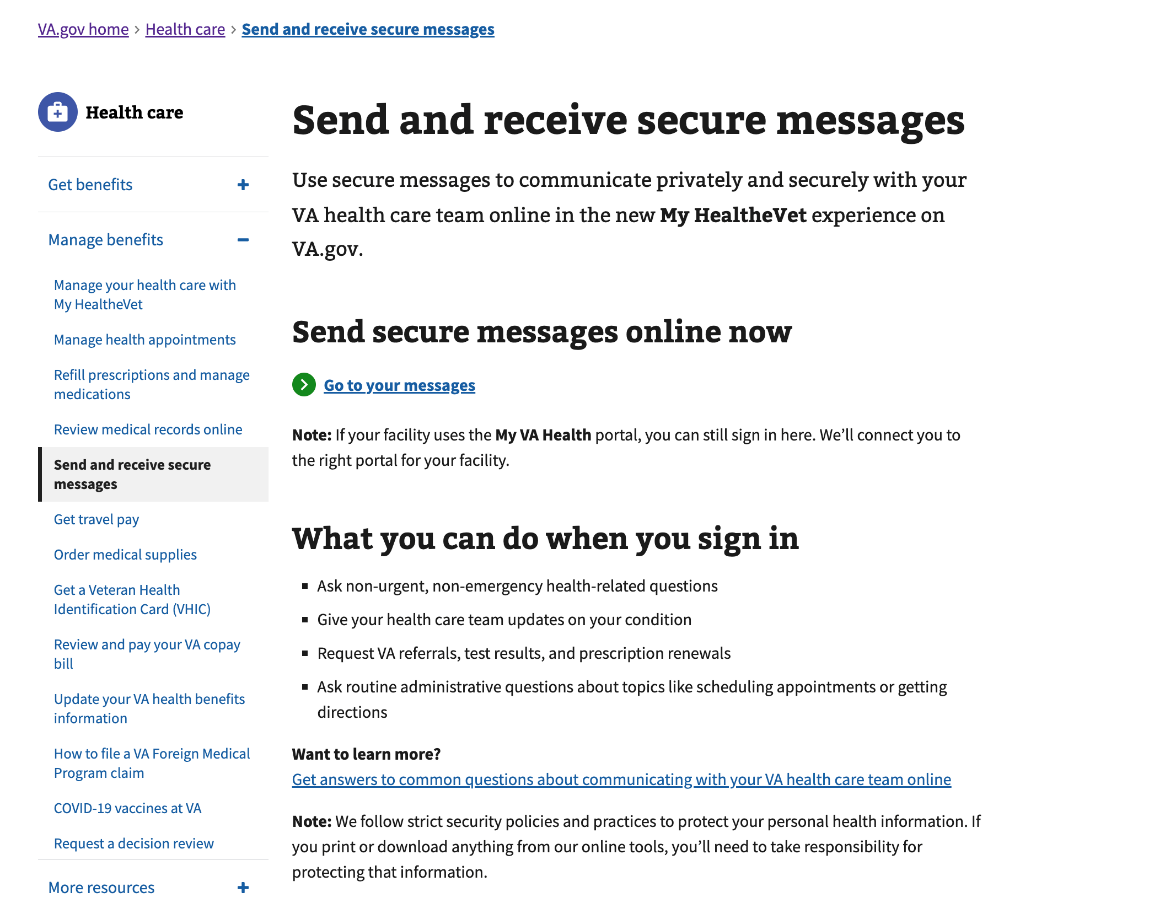 VA.gov home › Health care › Send and receive secure messages
Health care
Get benefits
Manage benefits
Manage your health care with
My HealtheVet
Manage health appointments
Refill prescriptions and manage
medications
Review medical records online
Send and receive secure
messages
Get travel pay
Order medical supplies
Get a Veteran Health
Identification Card (VHIC)
Review and pay your VA copay
bill
Update your VA health benefits
information
How to file a VA Foreign Medical
Program claim
COVID-19 vaccines at VA
Request a decision review
More resources
Send and receive secure messages
Use secure messages to communicate privately and securely with your
VA health care team online in the new My HealtheVet experience on
VA.gov.
Send secure messages online now
Go to your messages
Note: If your facility uses the My VA Health portal, you can still sign in here. We’ll connect you to
the right portal for your facility.
What you can do when you sign in
▪ Ask non-urgent, non-emergency health-related questions
▪ Give your health care team updates on your condition
▪ Request VA referrals, test results, and prescription renewals
▪ Ask routine administrative questions about topics like scheduling appointments or getting
directions
Want to learn more?
Get answers to common questions about communicating with your VA health care team online
Note: We follow strict security policies and practices to protect your personal health information. If
you print or download anything from our online tools, you’ll need to take responsibility for
protecting that information.